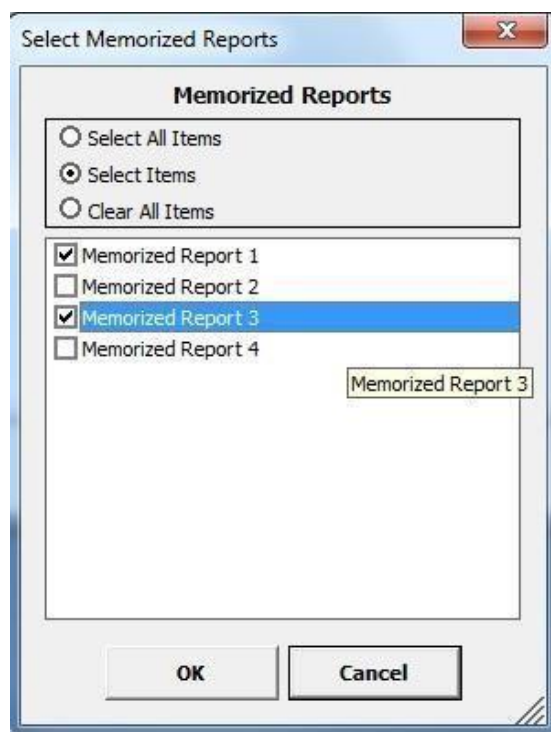 Select Memorized Reports
Memorized Reports
Select All Items
Select Items
Clear All Items
Memorized Report 1
Memorized Report 2
Memorized Report 3
Memorized Report 4
Memorized Report 3
OK Cancel